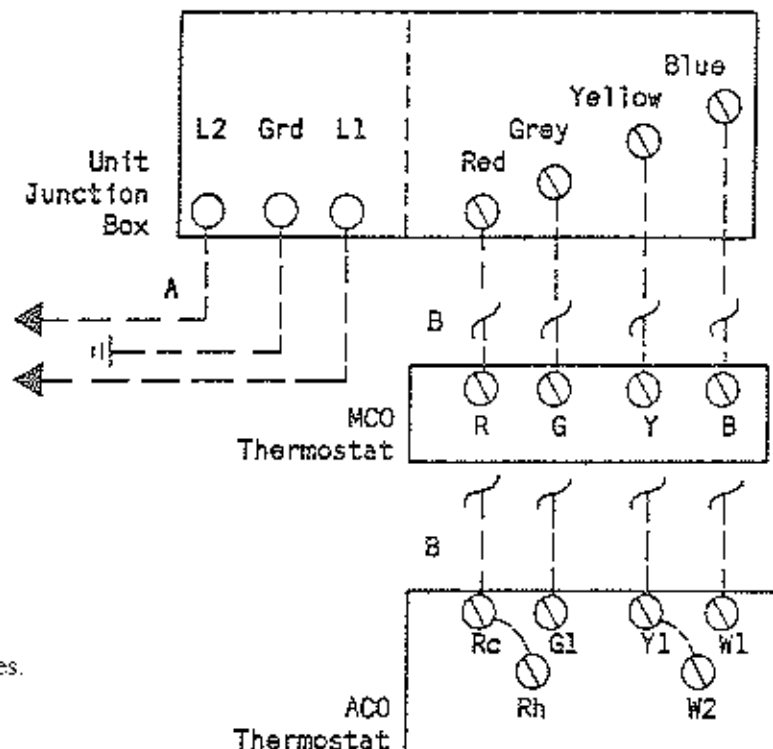 Blue
Yellow
L2 Grd L1 Grey
Unit Red
Junction
Box
A
B
MCO R G Y B
Thermostat
B
Rc G1 Y1 W1
es.
ACO Rh W2
Thermostat